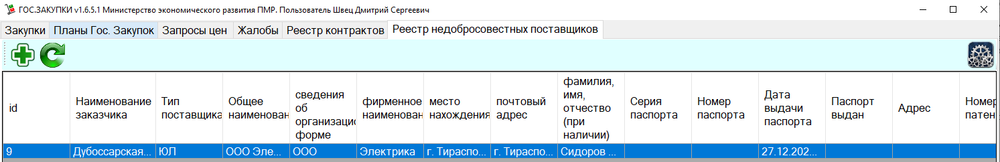 ГОС.ЗАКУПКИ v1.6.5.1 Министерство экономического развития ПМР. Пользователь Швец Дмитрий Сергеевич
Закупки Планы Гос. Закупок Запросы цен Жалобы Реестр контрактов Реестр недобросовестных поставщиков
id
Наименование
заказчика
Тип
поставщика
Общее
наименован
сведения
об
организацио
форме
фирменное
наименован
место
нахождения
почтовый
адрес
фамилия,
имя,
отчество
(при
наличии)
Серия
паспорта
Номер
паспорта
Дата
выдачи
паспорта
Паспорт
выдан
Адрес
Номер
патен
9 Дубоссарская... ЮЛ ООО Эле... ООО Электрика г. Тираспо... г. Тираспо... Сидоров ... 27.12.202...